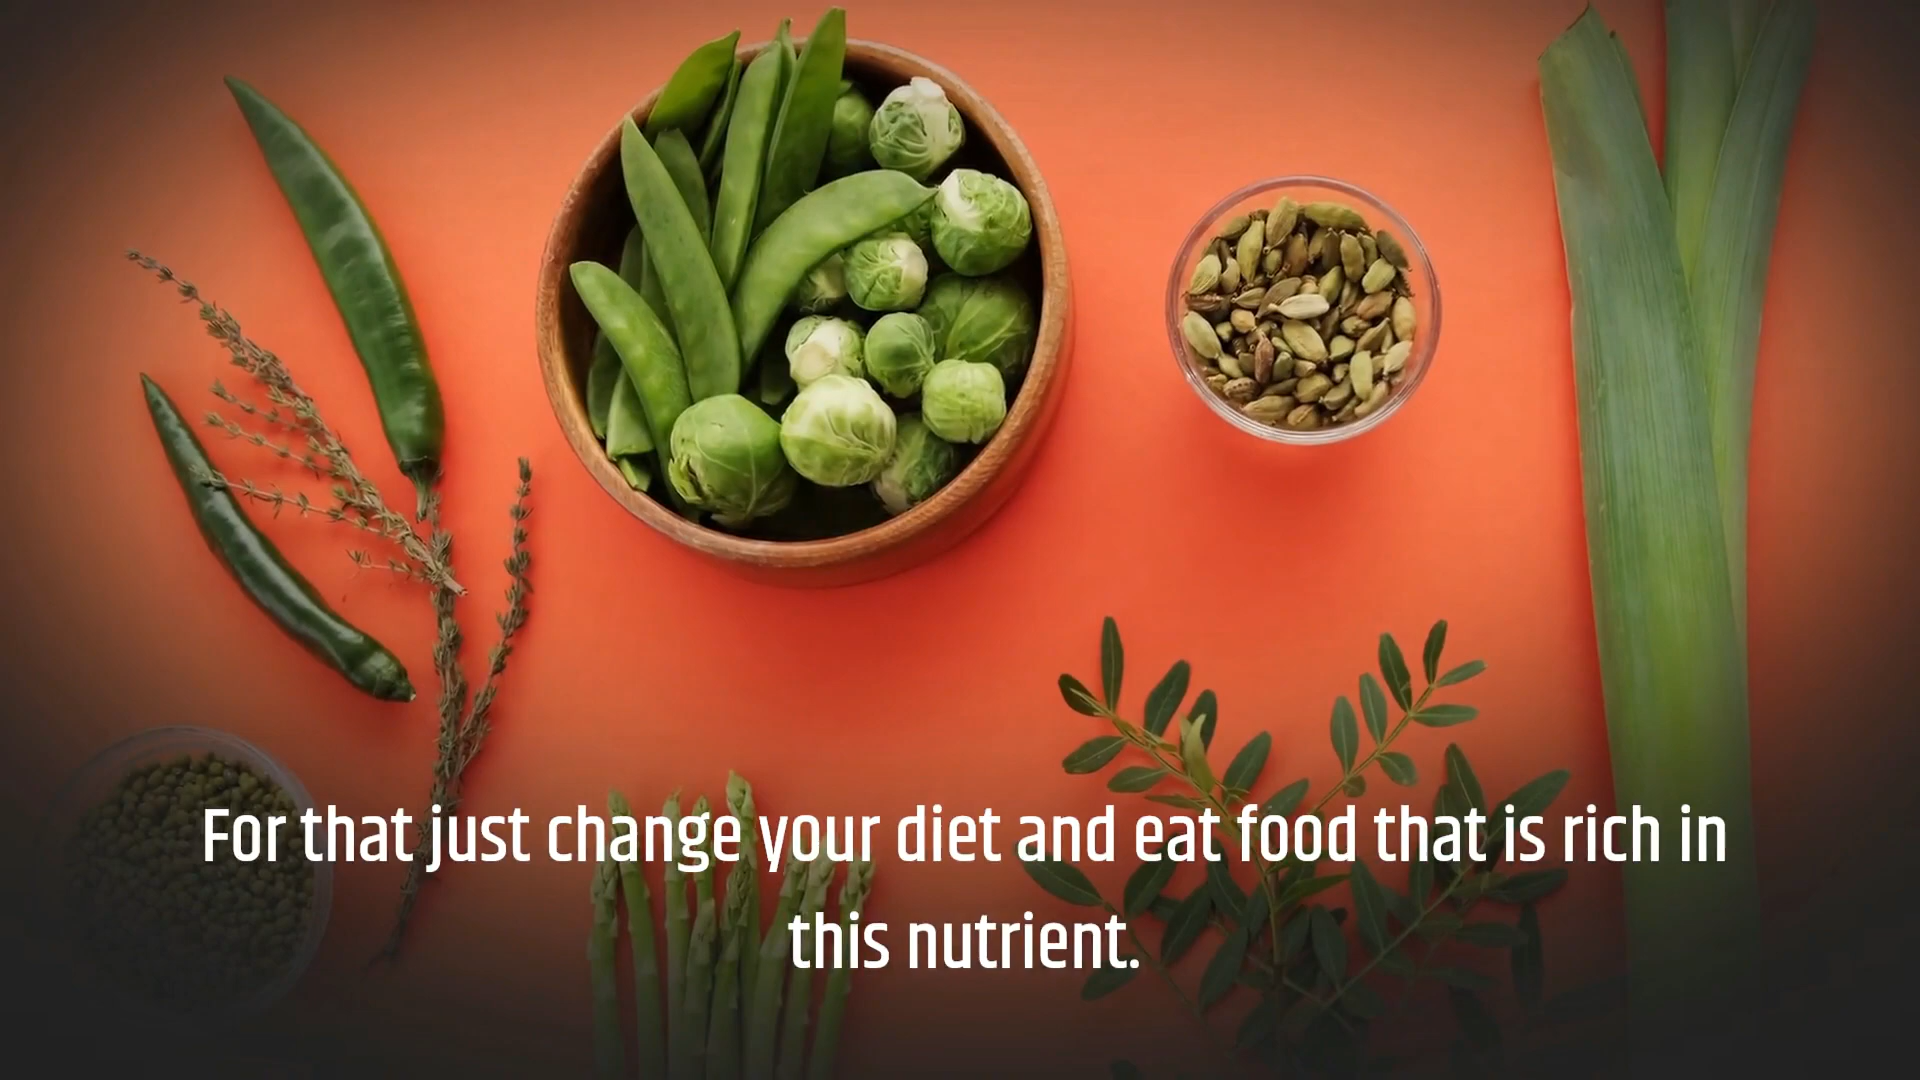 For that just change your diet and eat food that is rich in
this nutrient.